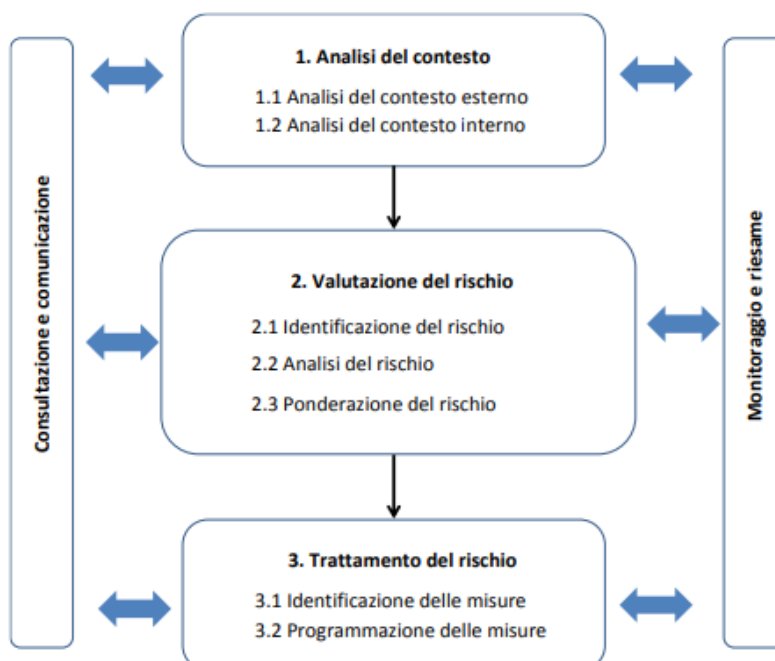 Consultazione e comunicazione
1. Analisi del contesto
1.1 Analisi del contesto esterno
1.2 Analisi del contesto interno
2. Valutazione del rischio
2.1 Identificazione del rischio
2.2 Analisi del rischio
2.3 Ponderazione del rischio
3. Trattamento del rischio
3.1 Identificazione delle misure
3.2 Programmazione delle misure
Monitoraggio e riesame